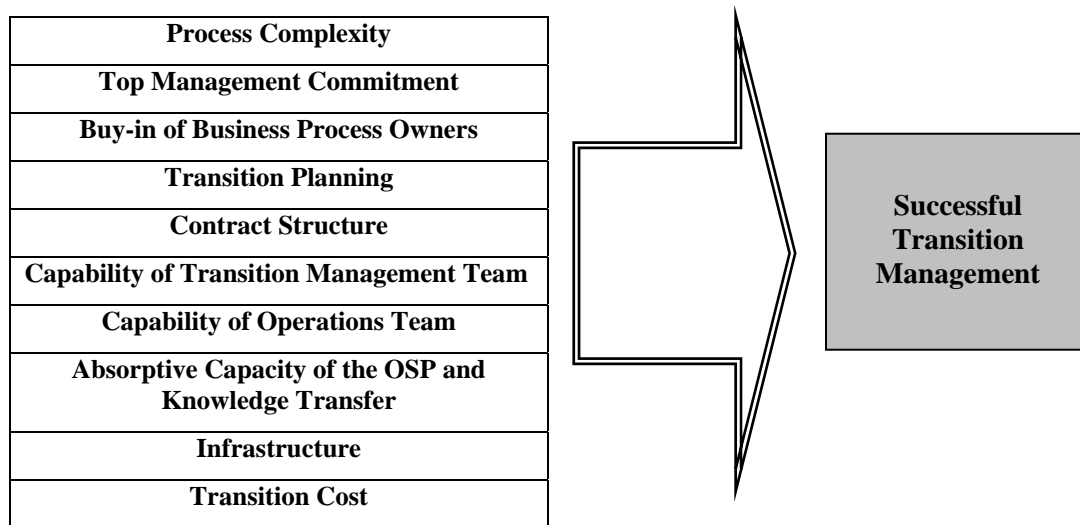 Process Complexity
Top Management Commitment
Buy-in of Business Process Owners
Transition Planning
Contract Structure
Capability of Transition Management Team
Capability of Operations Team
Absorptive Capacity of the OSP and
Knowledge Transfer
Infrastructure
Transition Cost
Successful
Transition
Management